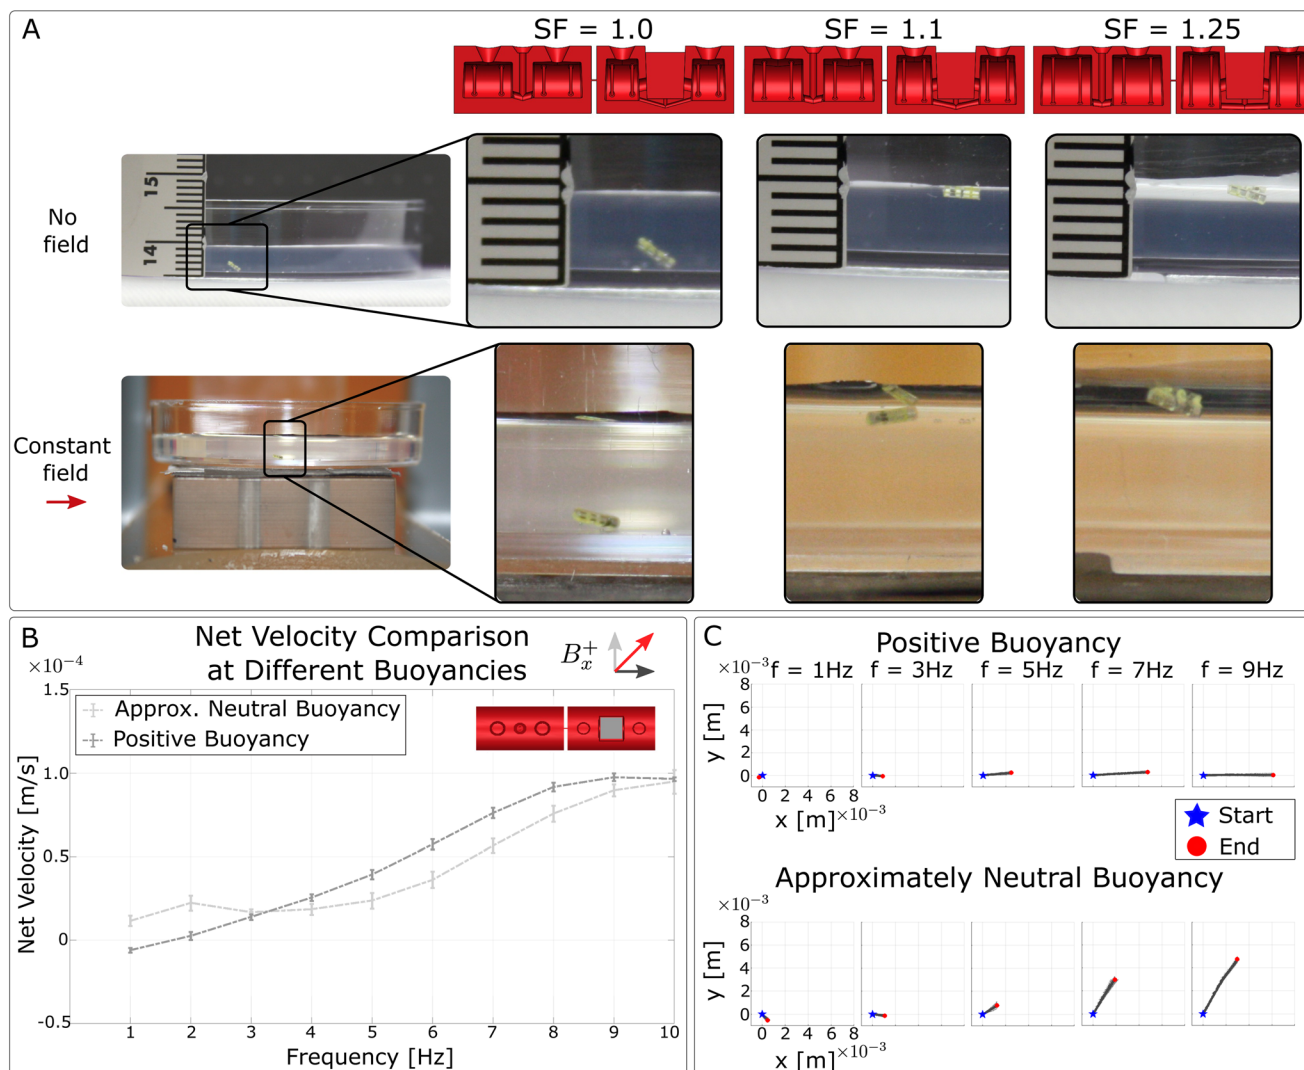 A
SF = 1.0
SF = 1.1
SF = 1.25
No
field
15
14
Constant
field
B
Net Velocity Comparison
at Different Buoyancies
B_x^+
×10⁻⁴
1.5
1.0
0.5
0
-0.5
Net Velocity [m/s]
Approx. Neutral Buoyancy
Positive Buoyancy
1 2 3 4 5 6 7 8 9 10
Frequency [Hz]
C
Positive Buoyancy
×10⁻³
f = 1Hz
f = 3Hz
f = 5Hz
f = 7Hz
f = 9Hz
8
6
4
2
0
y [m]
0 2 4 6 8
×10⁻³
x [m]
Start
End
Approximately Neutral Buoyancy
×10⁻³
8
6
4
2
0
y [m]
0 2 4 6 8
×10⁻³
x [m]